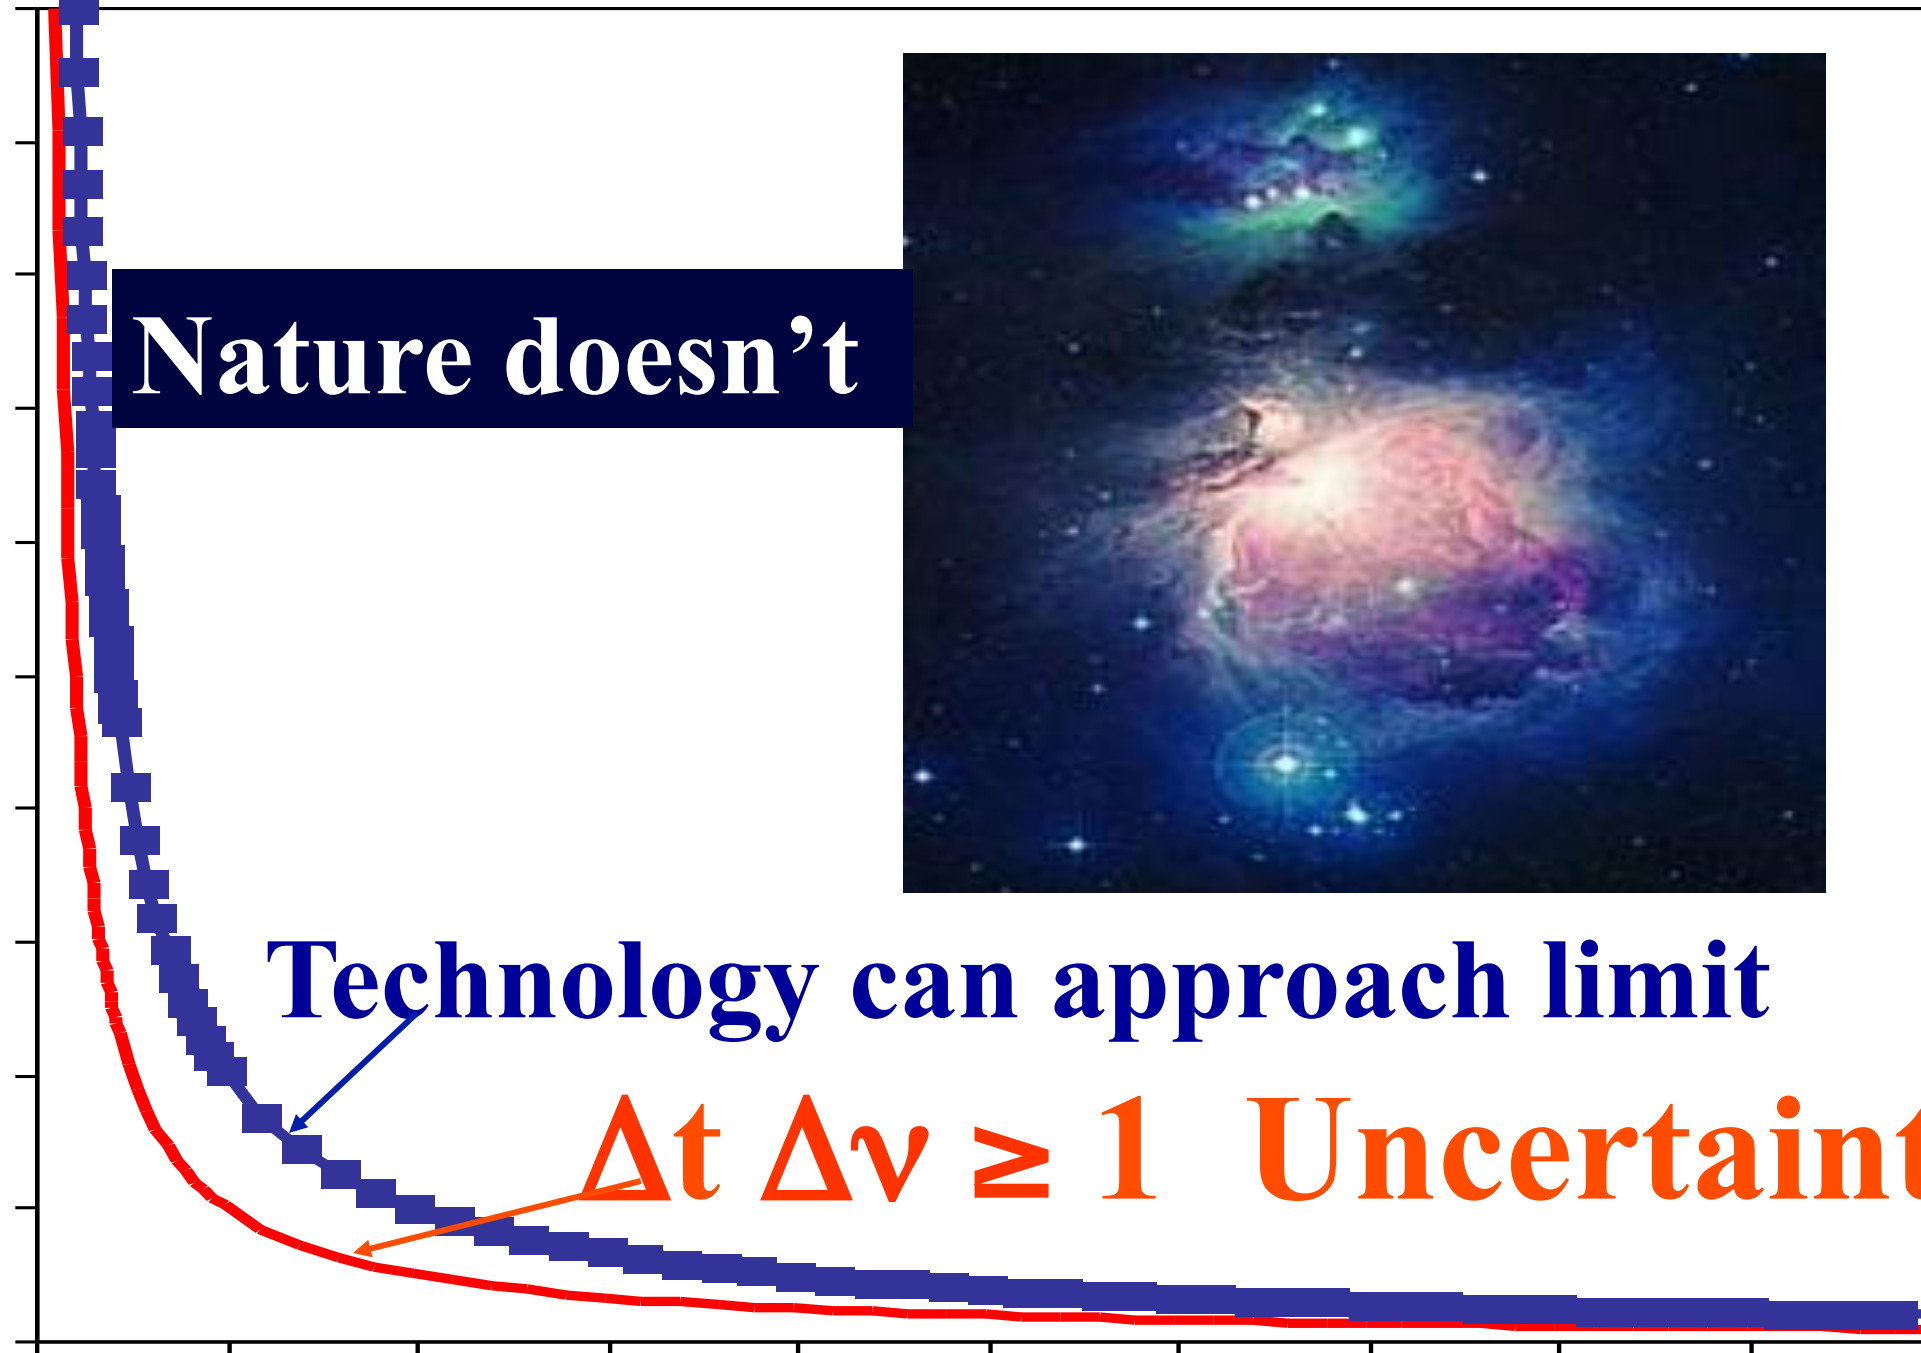 Nature doesn’t
Technology can approach limit
Δt Δν ≥ 1 Uncertaint